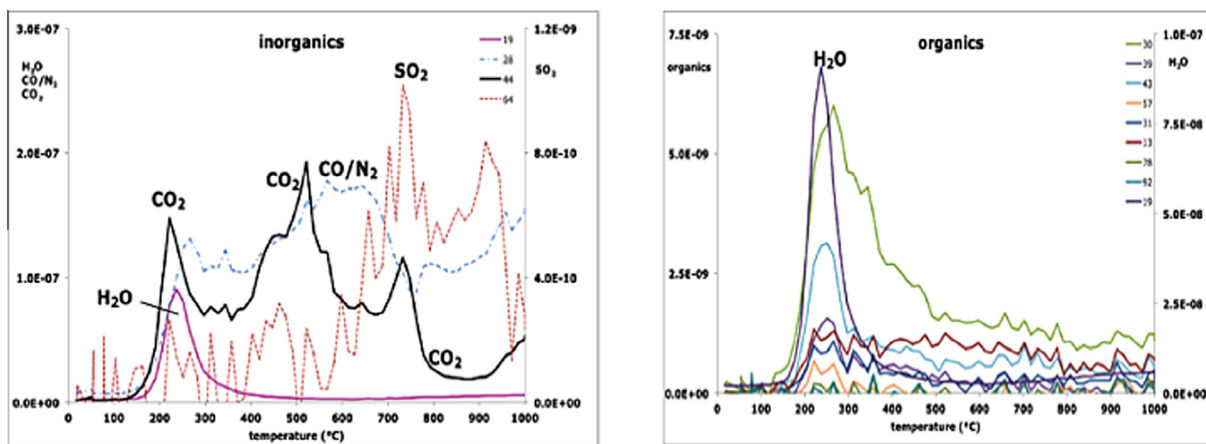 inorganics
3.0E-07
2.0E-07
1.0E-07
0.0E+00
H₂O
CO/N₂
CO₂
1.2E-09
8.0E-10
4.0E-10
0.0E+00
SO₂
19
28
44
64
CO₂
H₂O
CO₂
CO/N₂
SO₂
CO₂
0 100 200 300 400 500 600 700 800 900 1000
temperature (°C)
organics
7.5E-09
organics
5.0E-09
2.5E-09
0.0E+00
1.0E-07
H₂O
7.5E-08
5.0E-08
2.5E-08
0.0E+00
H₂O
30
39
43
57
31
13
78
92
19
0 100 200 300 400 500 600 700 800 900 1000
temperature (°C)